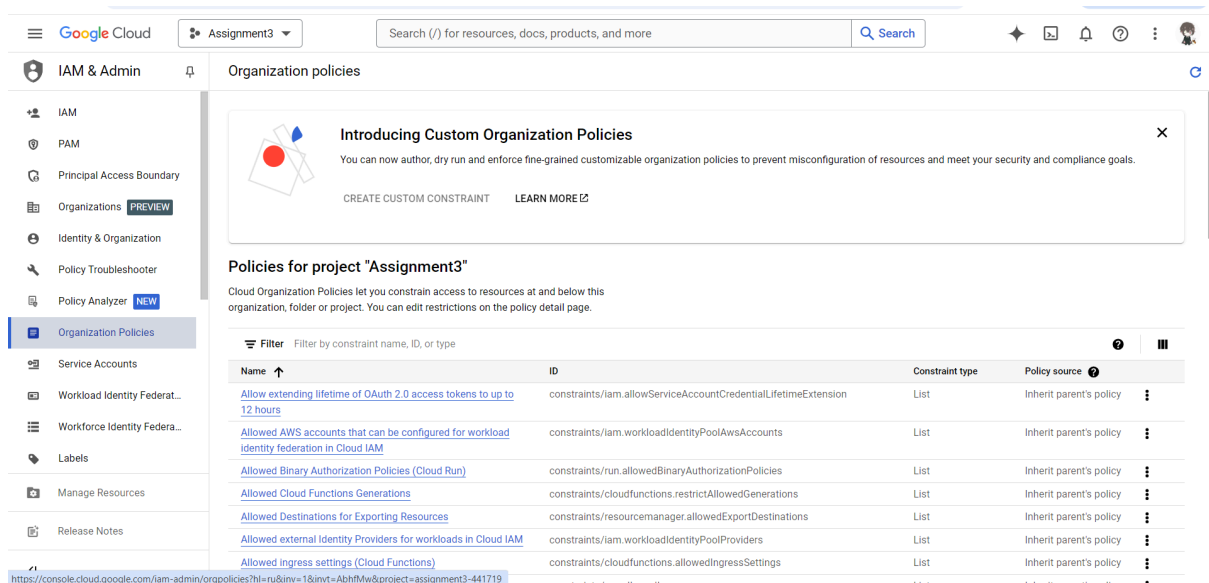 Google Cloud
Assignment3
Search (/) for resources, docs, products, and more
Search
IAM & Admin
Organization policies
IAM
PAM
Principal Access Boundary
Organizations PREVIEW
Identity & Organization
Policy Troubleshooter
Policy Analyzer NEW
Organization Policies
Service Accounts
Workload Identity Federat...
Workforce Identity Federa...
Labels
Manage Resources
Release Notes
Introducing Custom Organization Policies
You can now author, dry run and enforce fine-grained customizable organization policies to prevent misconfiguration of resources and meet your security and compliance goals.
CREATE CUSTOM CONSTRAINT LEARN MORE
Policies for project "Assignment3"
Cloud Organization Policies let you constrain access to resources at and below this
organization, folder or project. You can edit restrictions on the policy detail page.
Filter Filter by constraint name, ID, or type
Name ID Constraint type Policy source
Allow extending lifetime of OAuth 2.0 access tokens to up to constraints/iam.allowServiceAccountCredentialLifetimeExtension List Inherit parent's policy
12 hours
Allowed AWS accounts that can be configured for workload constraints/iam.workloadIdentityPoolAwsAccounts List Inherit parent's policy
identity federation in Cloud IAM
Allowed Binary Authorization Policies (Cloud Run) constraints/run.allowedBinaryAuthorizationPolicies List Inherit parent's policy
Allowed Cloud Functions Generations constraints/cloudfunctions.restrictAllowedGenerations List Inherit parent's policy
Allowed Destinations for Exporting Resources constraints/resourcemanager.allowedExportDestinations List Inherit parent's policy
Allowed external Identity Providers for workloads in Cloud IAM constraints/iam.workloadIdentityPoolProviders List Inherit parent's policy
Allowed ingress settings (Cloud Functions) constraints/cloudfunctions.allowedIngressSettings List Inherit parent's policy
https://console.cloud.google.com/iam-admin/orgpolicies?hl=ru&inv=1&invt=AbhfMw&project=assignment3-441719